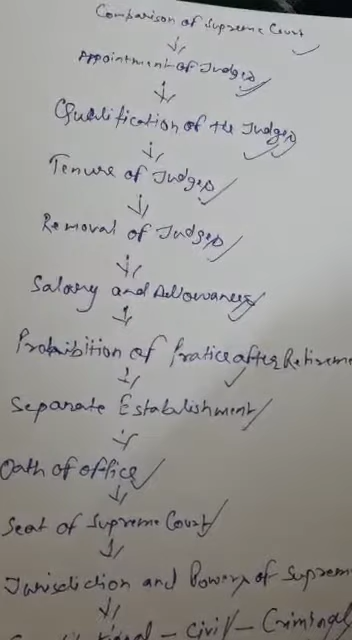 Comparison of Supreme Court
Appointment of Judges
Qualification of the Judges
Tenure of Judges
Removal of Judges
Salary and Allowances
Prohibition of Pratice after Retireme
Separate Establishment
Oath of office
Seat of Supreme Court
Jurisdiction and Powers of Suprem
Civil - Criminal